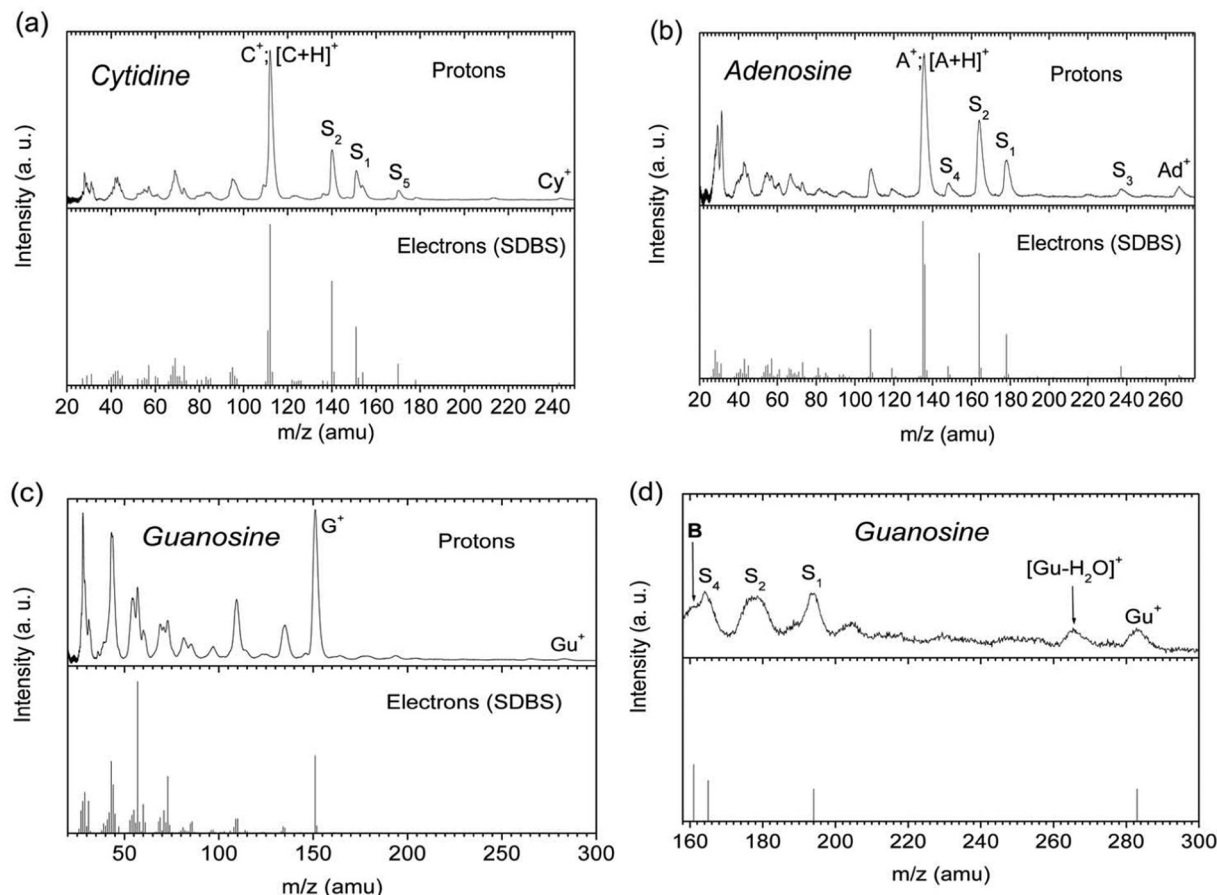 (a)
C⁺; [C+H]⁺
Cytidine
Protons
S₂
S₁
S₅
Cy⁺
Intensity (a. u.)
Electrons (SDBS)
20 40 60 80 100 120 140 160 180 200 220 240
m/z (amu)
(b)
A⁺; [A+H]⁺
Adenosine
Protons
S₂
S₁
S₄
S₃
Ad⁺
Intensity (a. u.)
Electrons (SDBS)
20 40 60 80 100 120 140 160 180 200 220 240 260
m/z (amu)
(c)
G⁺
Guanosine
Protons
Gu⁺
Intensity (a. u.)
Electrons (SDBS)
50 100 150 200 250 300
m/z (amu)
(d)
B
Guanosine
S₄
S₂
S₁
[Gu-H₂O]⁺
Gu⁺
Intensity (a. u.)
160 180 200 220 240 260 280 300
m/z (amu)